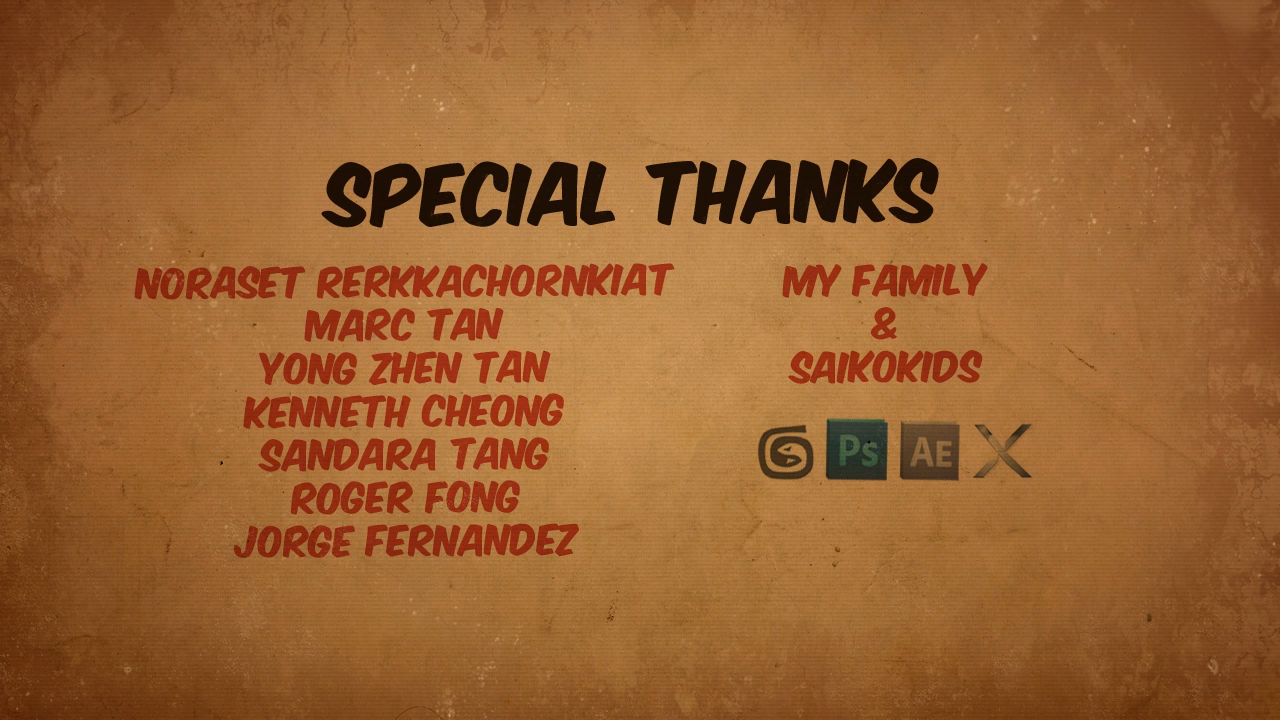 SPECIAL THANKS
NORASET RERKKACHORNKIAT
MARC TAN
YONG ZHEN TAN
KENNETH CHEONG
SANDARA TANG
ROGER FONG
JORGE FERNANDEZ
MY FAMILY
&
SAIKOKIDS
Ps AE X